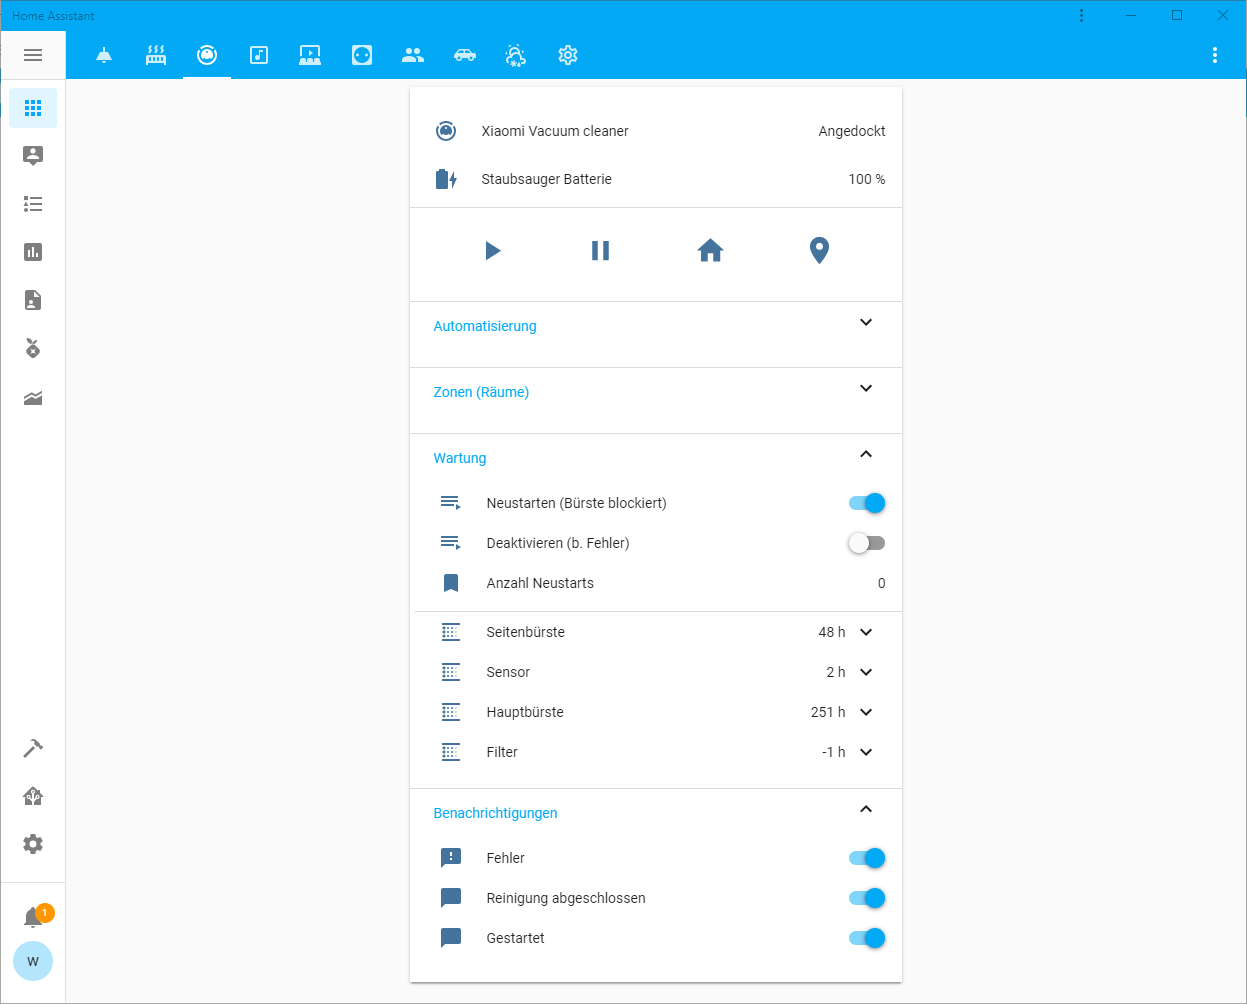 Home Assistant
Xiaomi Vacuum cleaner Angedockt
Staubsauger Batterie 100 %
Automatisierung
Zonen (Räume)
Wartung
Neustarten (Bürste blockiert)
Deaktivieren (b. Fehler)
Anzahl Neustarts 0
Seitenbürste 48 h
Sensor 2 h
Hauptbürste 251 h
Filter -1 h
Benachrichtigungen
Fehler
Reinigung abgeschlossen
Gestartet
1
W